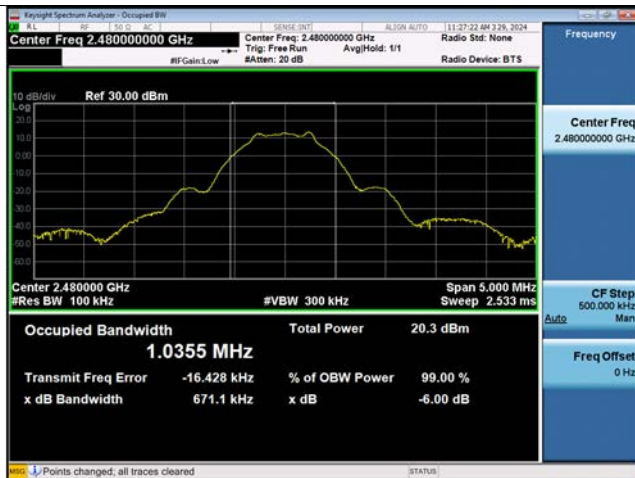 Keysight Spectrum Analyzer - Occupied BW
RL RF 50 Ω AC SENSE:INT ALIGN AUTO 11:27:22 AM 3 29, 2024
Center Freq 2.480000000 GHz
Center Freq: 2.480000000 GHz
Radio Std: None
Trig: Free Run Avg|Hold: 1/1
#IFGain:Low
#Atten: 20 dB
Radio Device: BTS
Frequency
10 dB/div Ref 30.00 dBm
Log
20.0
10.0
0.00
-10.0
-20.0
-30.0
-40.0
-50.0
-60.0
Center 2.480000 GHz
Span 5.000 MHz
#Res BW 100 kHz
#VBW 300 kHz
Sweep 2.533 ms
Center Freq
2.480000000 GHz
CF Step
500.000 kHz
Auto Man
Freq Offset
0 Hz
Occupied Bandwidth
1.0355 MHz
Total Power 20.3 dBm
Transmit Freq Error -16.428 kHz % of OBW Power 99.00 %
x dB Bandwidth 671.1 kHz x dB -6.00 dB
MSG Points changed; all traces cleared STATUS